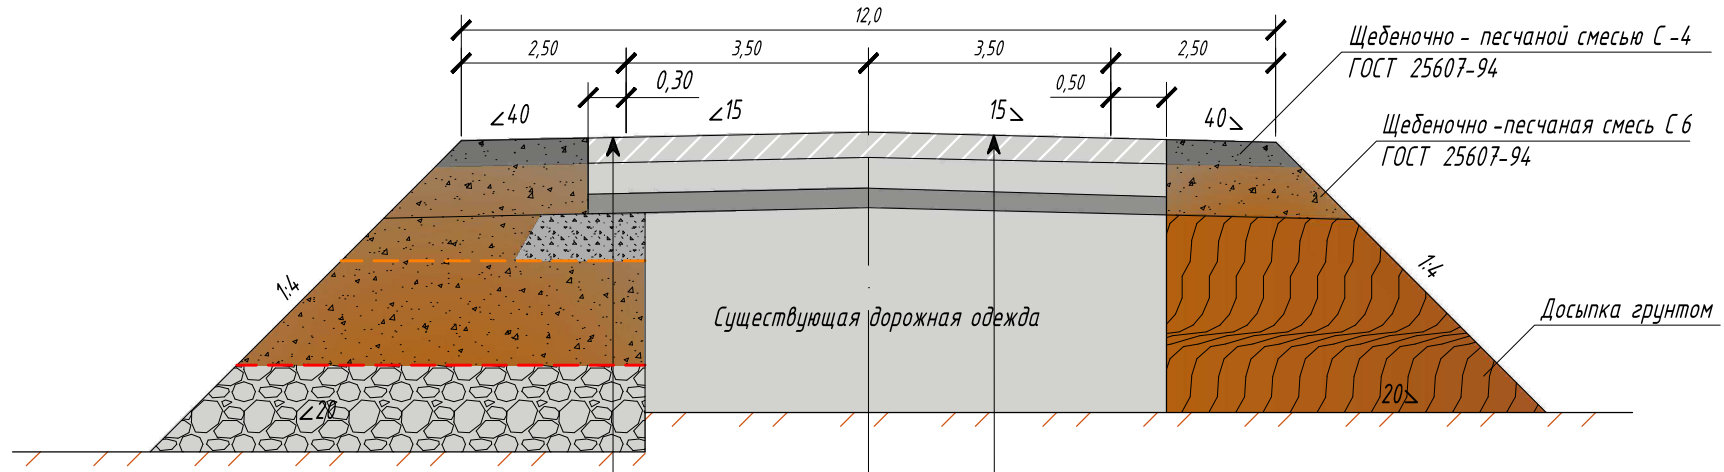 12,0
2,50
3,50
3,50
2,50
Щебеночно - песчаной смесью С -4
ГОСТ 25607-94
0,30
0,50
∠40
∠15
15
40
Щебеночно -песчаная смесь С 6
ГОСТ 25607-94
1:4
1:4
Существующая дорожная одежда
Досыпка грунтом
∠20
20